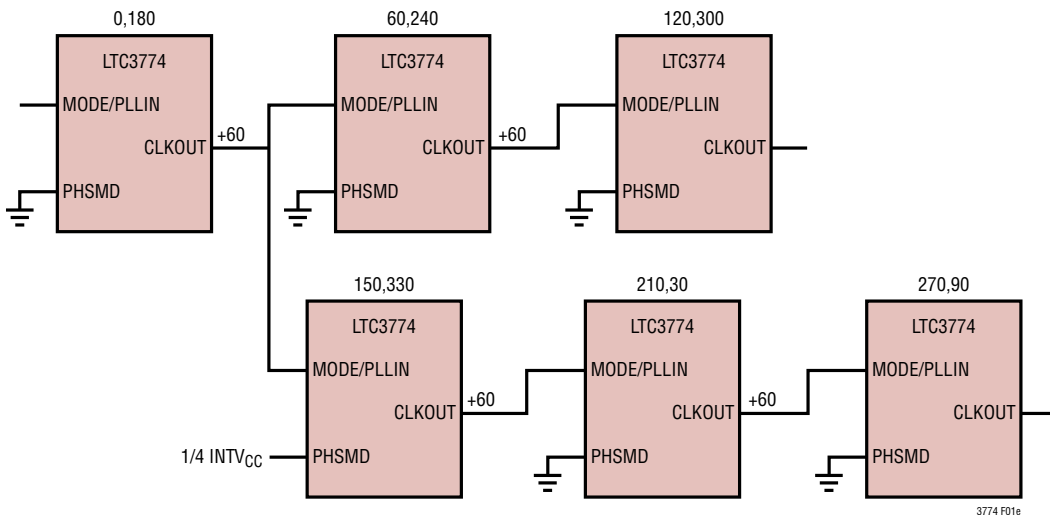 0,180
60,240
120,300
LTC3774
LTC3774
LTC3774
MODE/PLLIN
MODE/PLLIN
MODE/PLLIN
CLKOUT
+60
CLKOUT
+60
CLKOUT
PHSMD
PHSMD
PHSMD
150,330
210,30
270,90
LTC3774
LTC3774
LTC3774
MODE/PLLIN
MODE/PLLIN
MODE/PLLIN
CLKOUT
+60
CLKOUT
+60
CLKOUT
1/4 INTVCC
PHSMD
PHSMD
PHSMD
3774 F01e